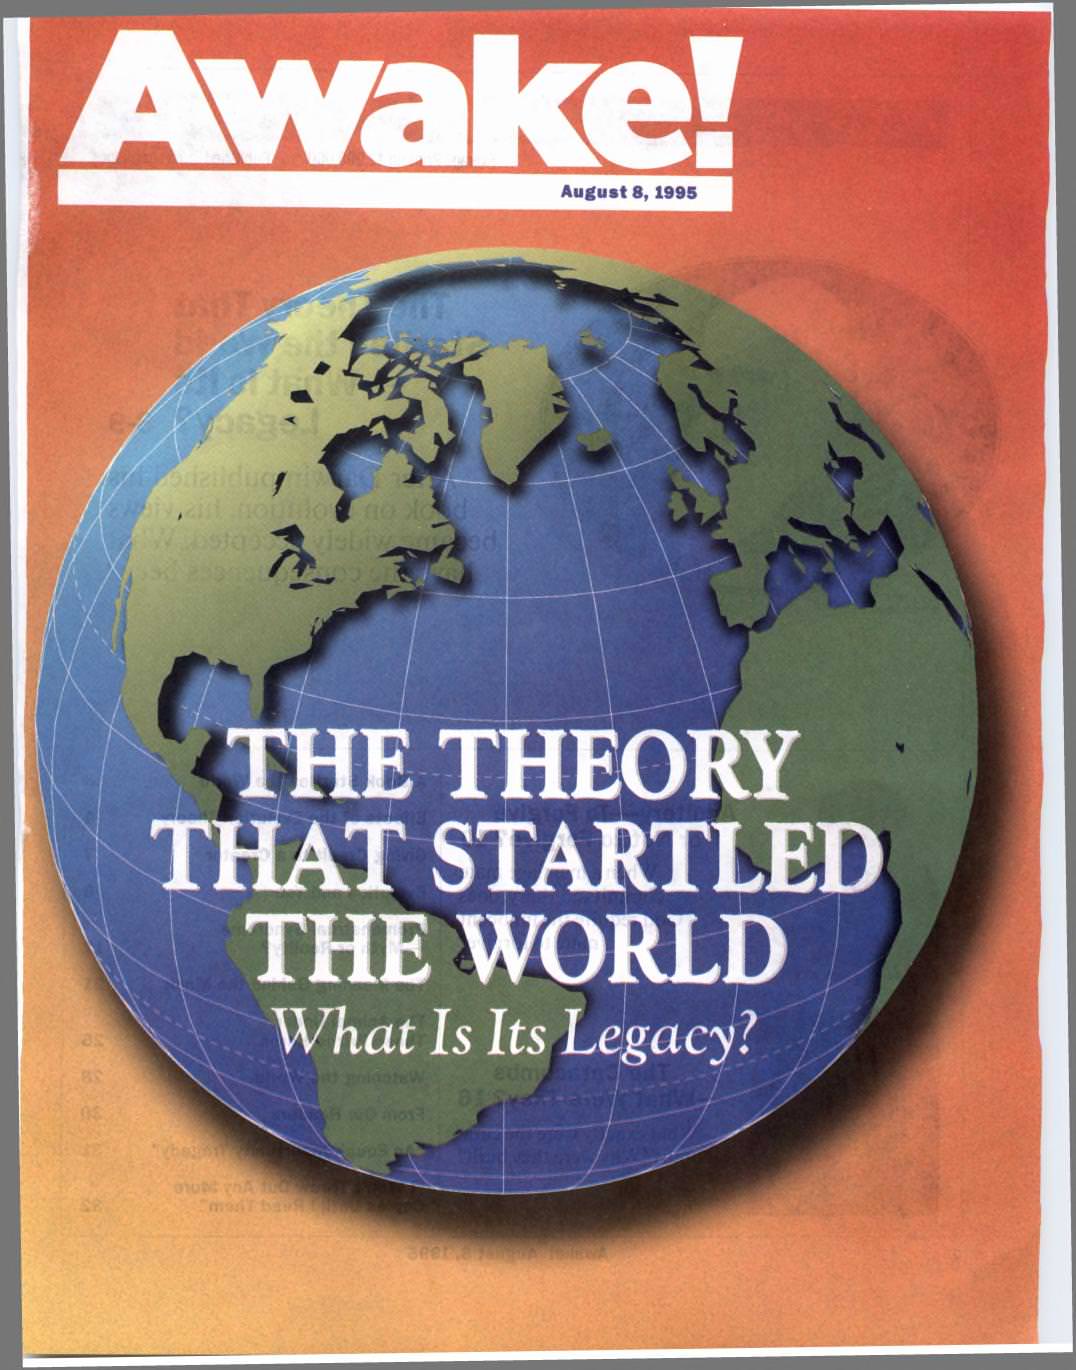 Awake!
August 8, 1995
THE THEORY
THAT STARTLED
THE WORLD
What Is Its Legacy?